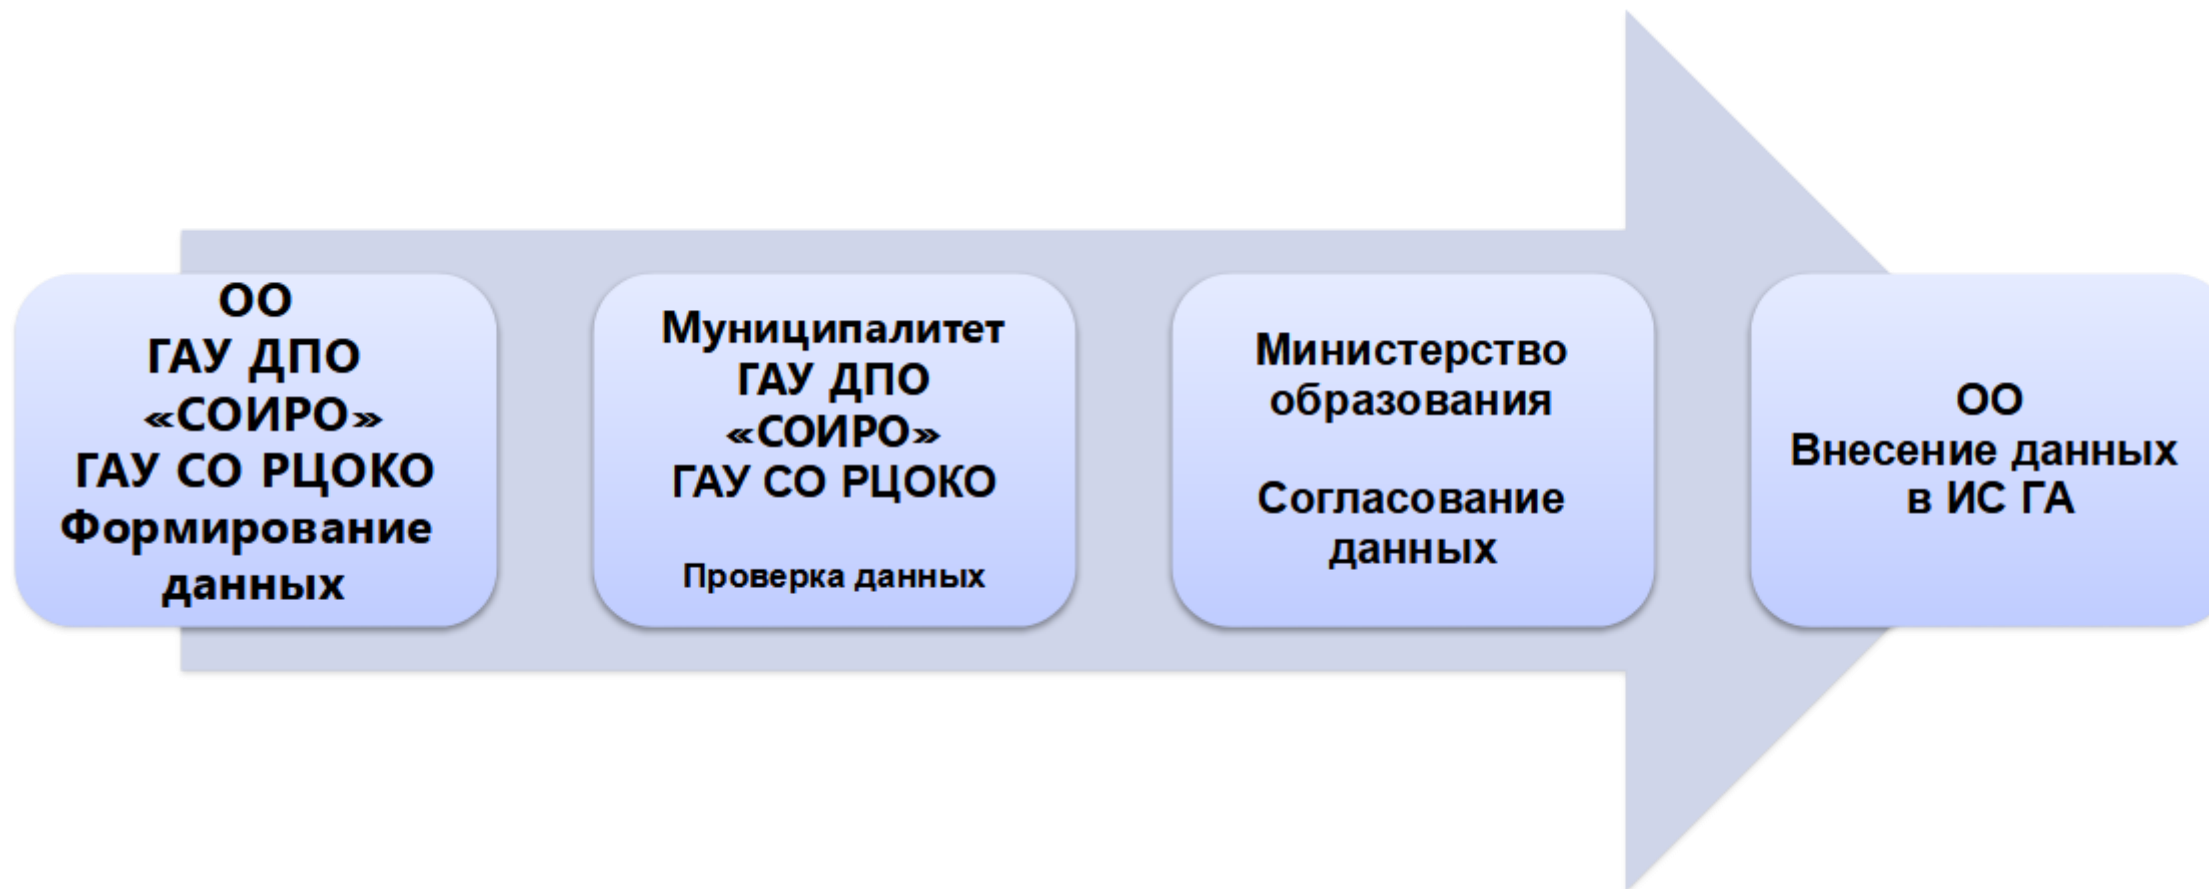 ОО
ГАУ ДПО
«СОИРО»
ГАУ СО РЦОКО
Формирование
данных
Муниципалитет
ГАУ ДПО
«СОИРО»
ГАУ СО РЦОКО
Проверка данных
Министерство
образования
Согласование
данных
ОО
Внесение данных
в ИС ГА